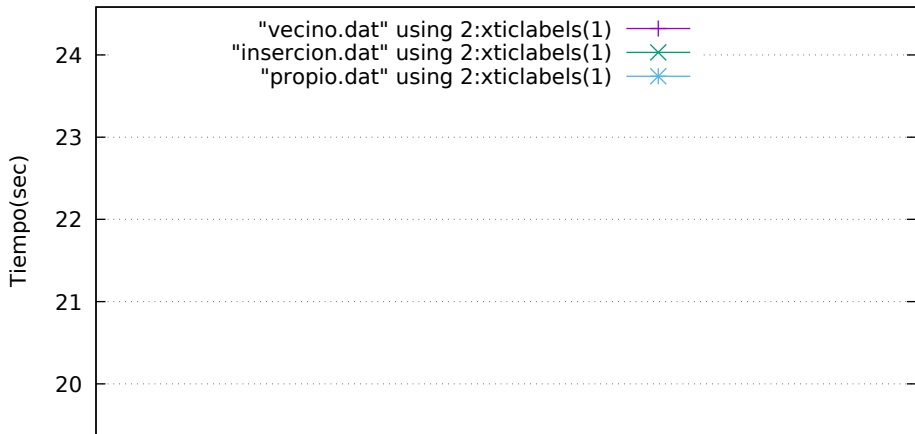 "vecino.dat" using 2:xticlabels(1)
"insercion.dat" using 2:xticlabels(1)
"propio.dat" using 2:xticlabels(1)
24
23
22
21
20
Tiempo(sec)